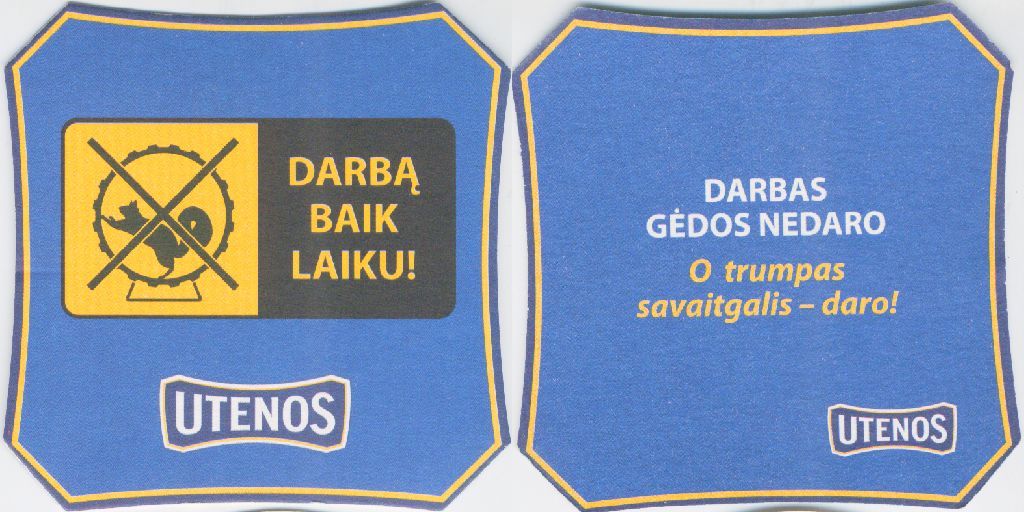 DARBĄ
BAIK
LAIKU!
UTENOS
DARBAS
GĖDOS NEDARO
O trumpas
savaitgalis – daro!
UTENOS